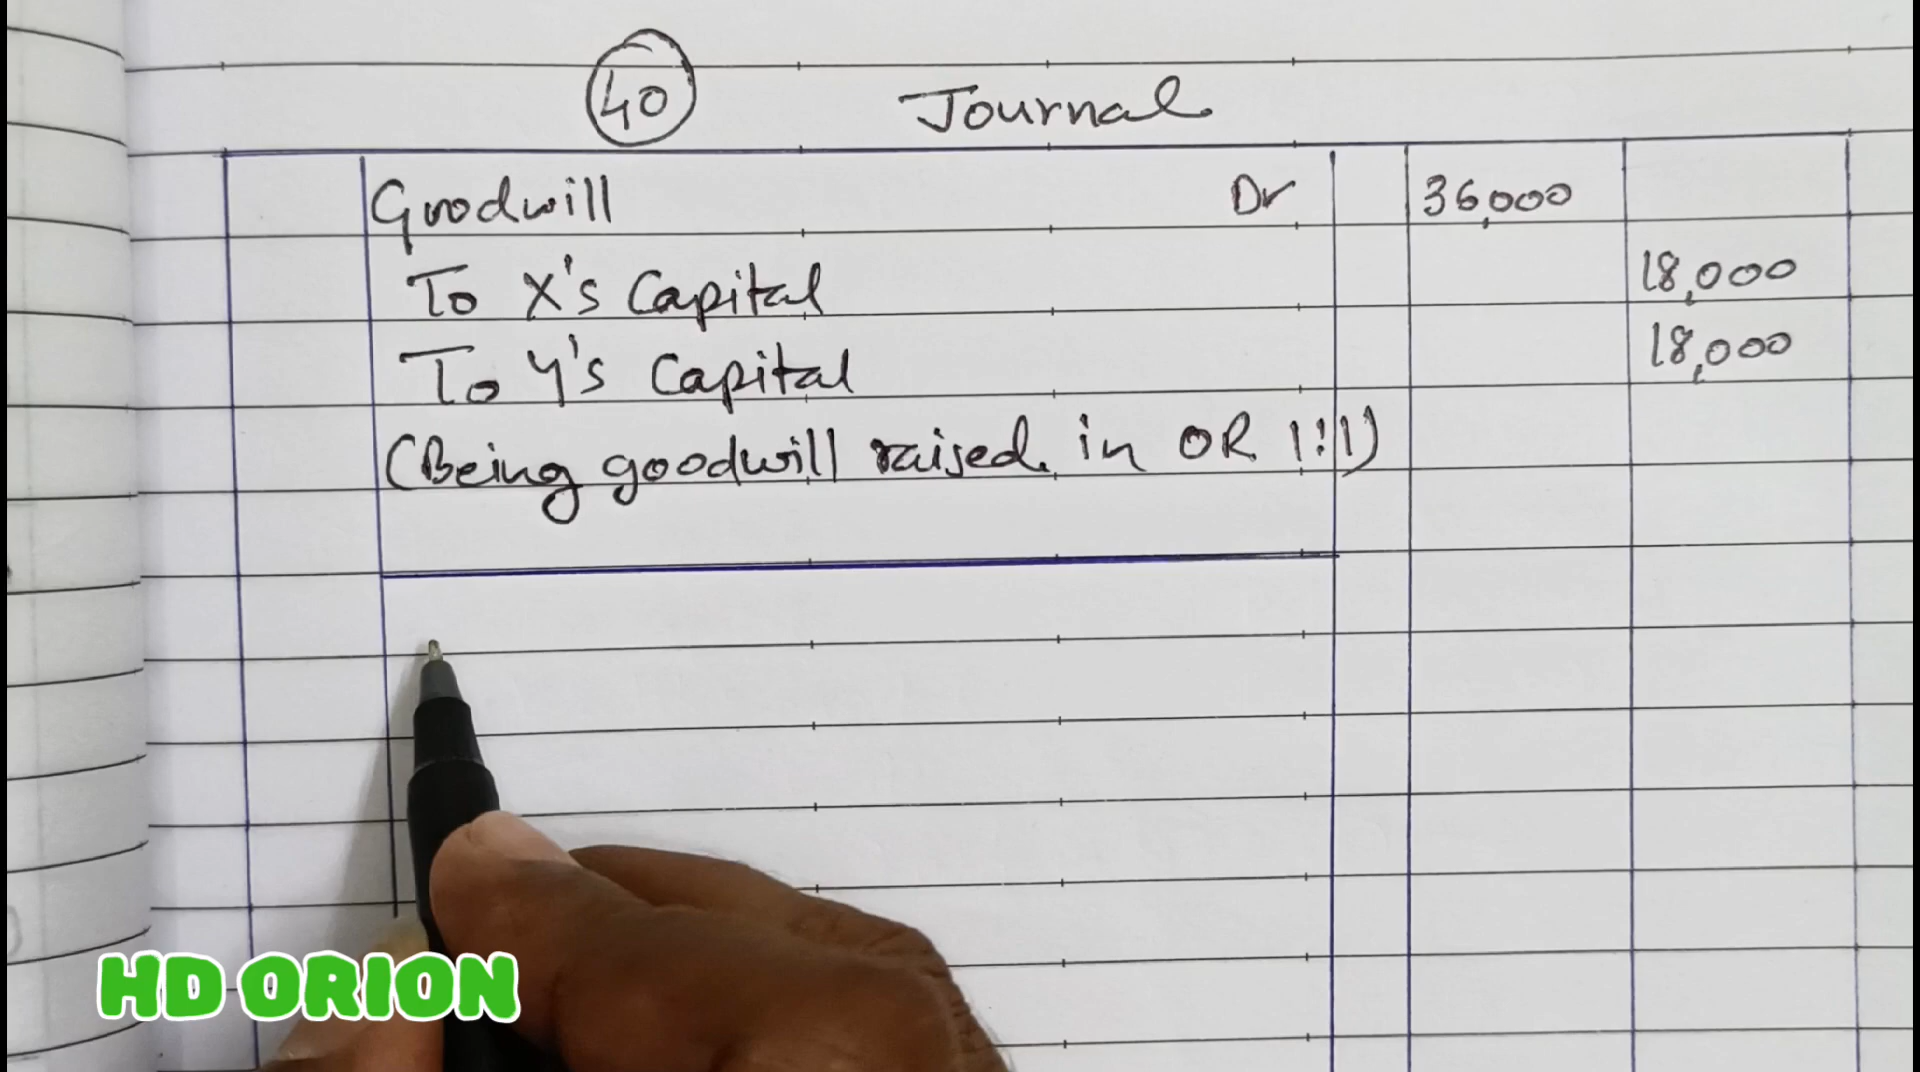 40 Journal
Goodwill Dr 36,000
To X's Capital 18,000
To Y's Capital 18,000
(Being goodwill raised in OR 1:1)
HD ORION